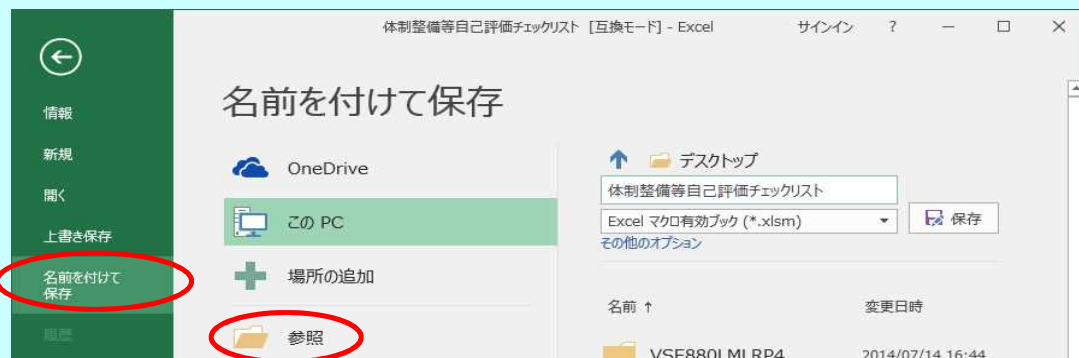 体制整備等自己評価チェックリスト [互換モード] - Excel サインイン ?
情報
新規
開く
上書き保存
名前を付けて
保存
履歴
名前を付けて保存
OneDrive
この PC
場所の追加
参照
デスクトップ
体制整備等自己評価チェックリスト
Excel マクロ有効ブック (*.xlsm)
保存
その他のオプション
名前 ↑ 変更日時
VSE880LMLRP4 2014/07/14 16:44